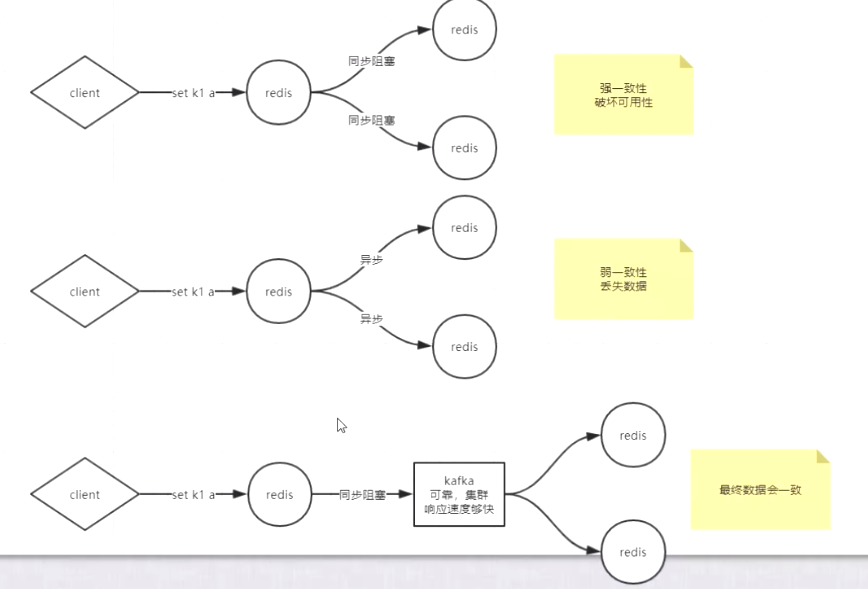 redis
同步阻塞
client
set k1 a
redis
同步阻塞
redis
强一致性
破坏可用性
redis
异步
client
set k1 a
redis
异步
redis
弱一致性
丢失数据
redis
client
set k1 a
redis
同步阻塞
kafka
可靠，集群
响应速度够快
redis
最终数据会一致